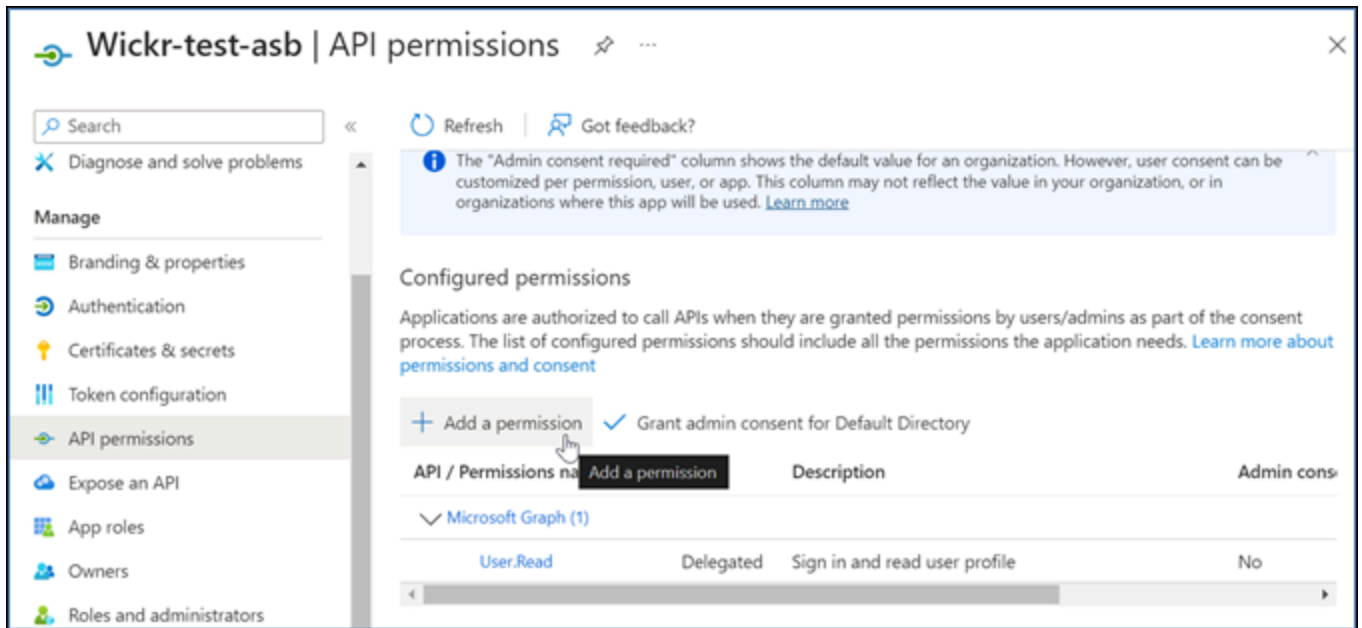 Wickr-test-asb | API permissions
Search
Refresh
Got feedback?
Diagnose and solve problems
Manage
Branding & properties
Authentication
Certificates & secrets
Token configuration
API permissions
Expose an API
App roles
Owners
Roles and administrators
The "Admin consent required" column shows the default value for an organization. However, user consent can be
customized per permission, user, or app. This column may not reflect the value in your organization, or in
organizations where this app will be used. Learn more
Configured permissions
Applications are authorized to call APIs when they are granted permissions by users/admins as part of the consent
process. The list of configured permissions should include all the permissions the application needs. Learn more about
permissions and consent
Add a permission
Grant admin consent for Default Directory
API / Permissions na
Add a permission
Description
Admin cons
Microsoft Graph (1)
User.Read
Delegated
Sign in and read user profile
No